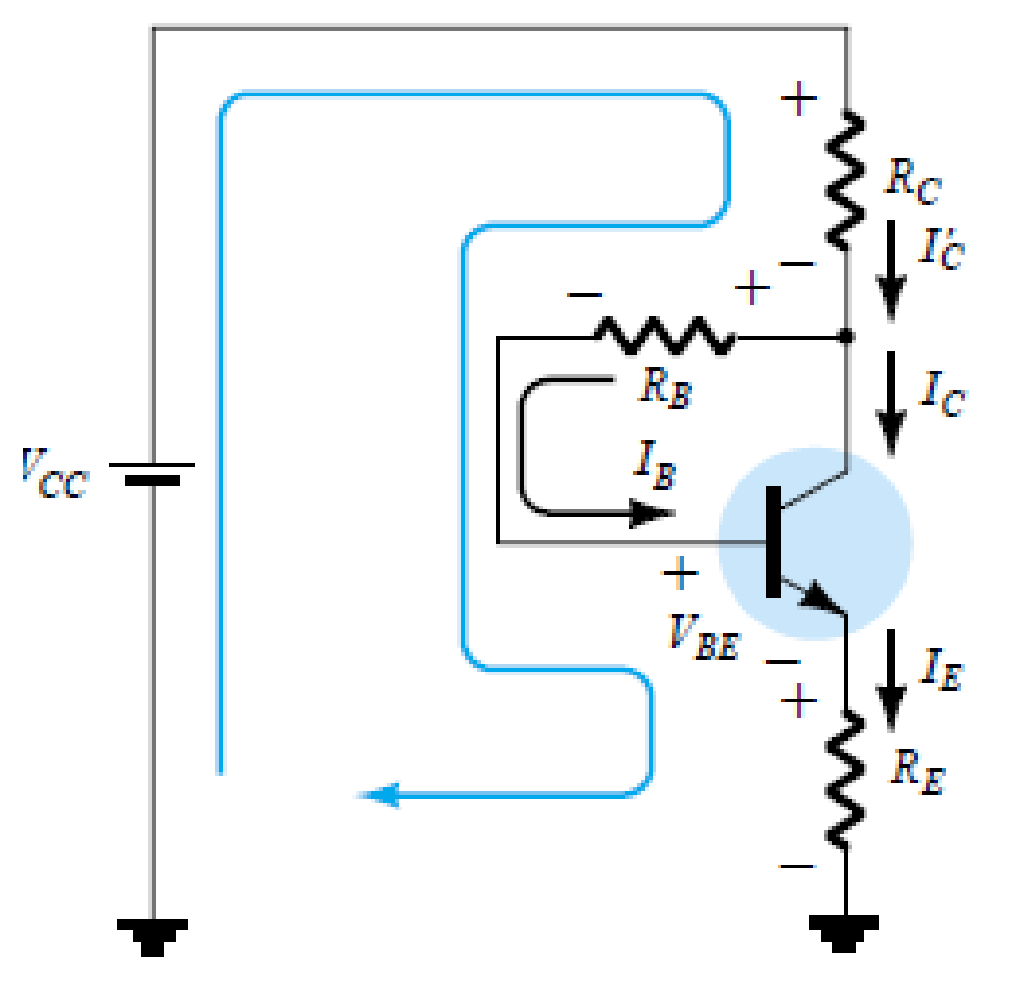 +
R_C
I'_C
−
− +
R_B
I_C
I_B
V_CC
+
V_BE
−
I_E
+
R_E
−